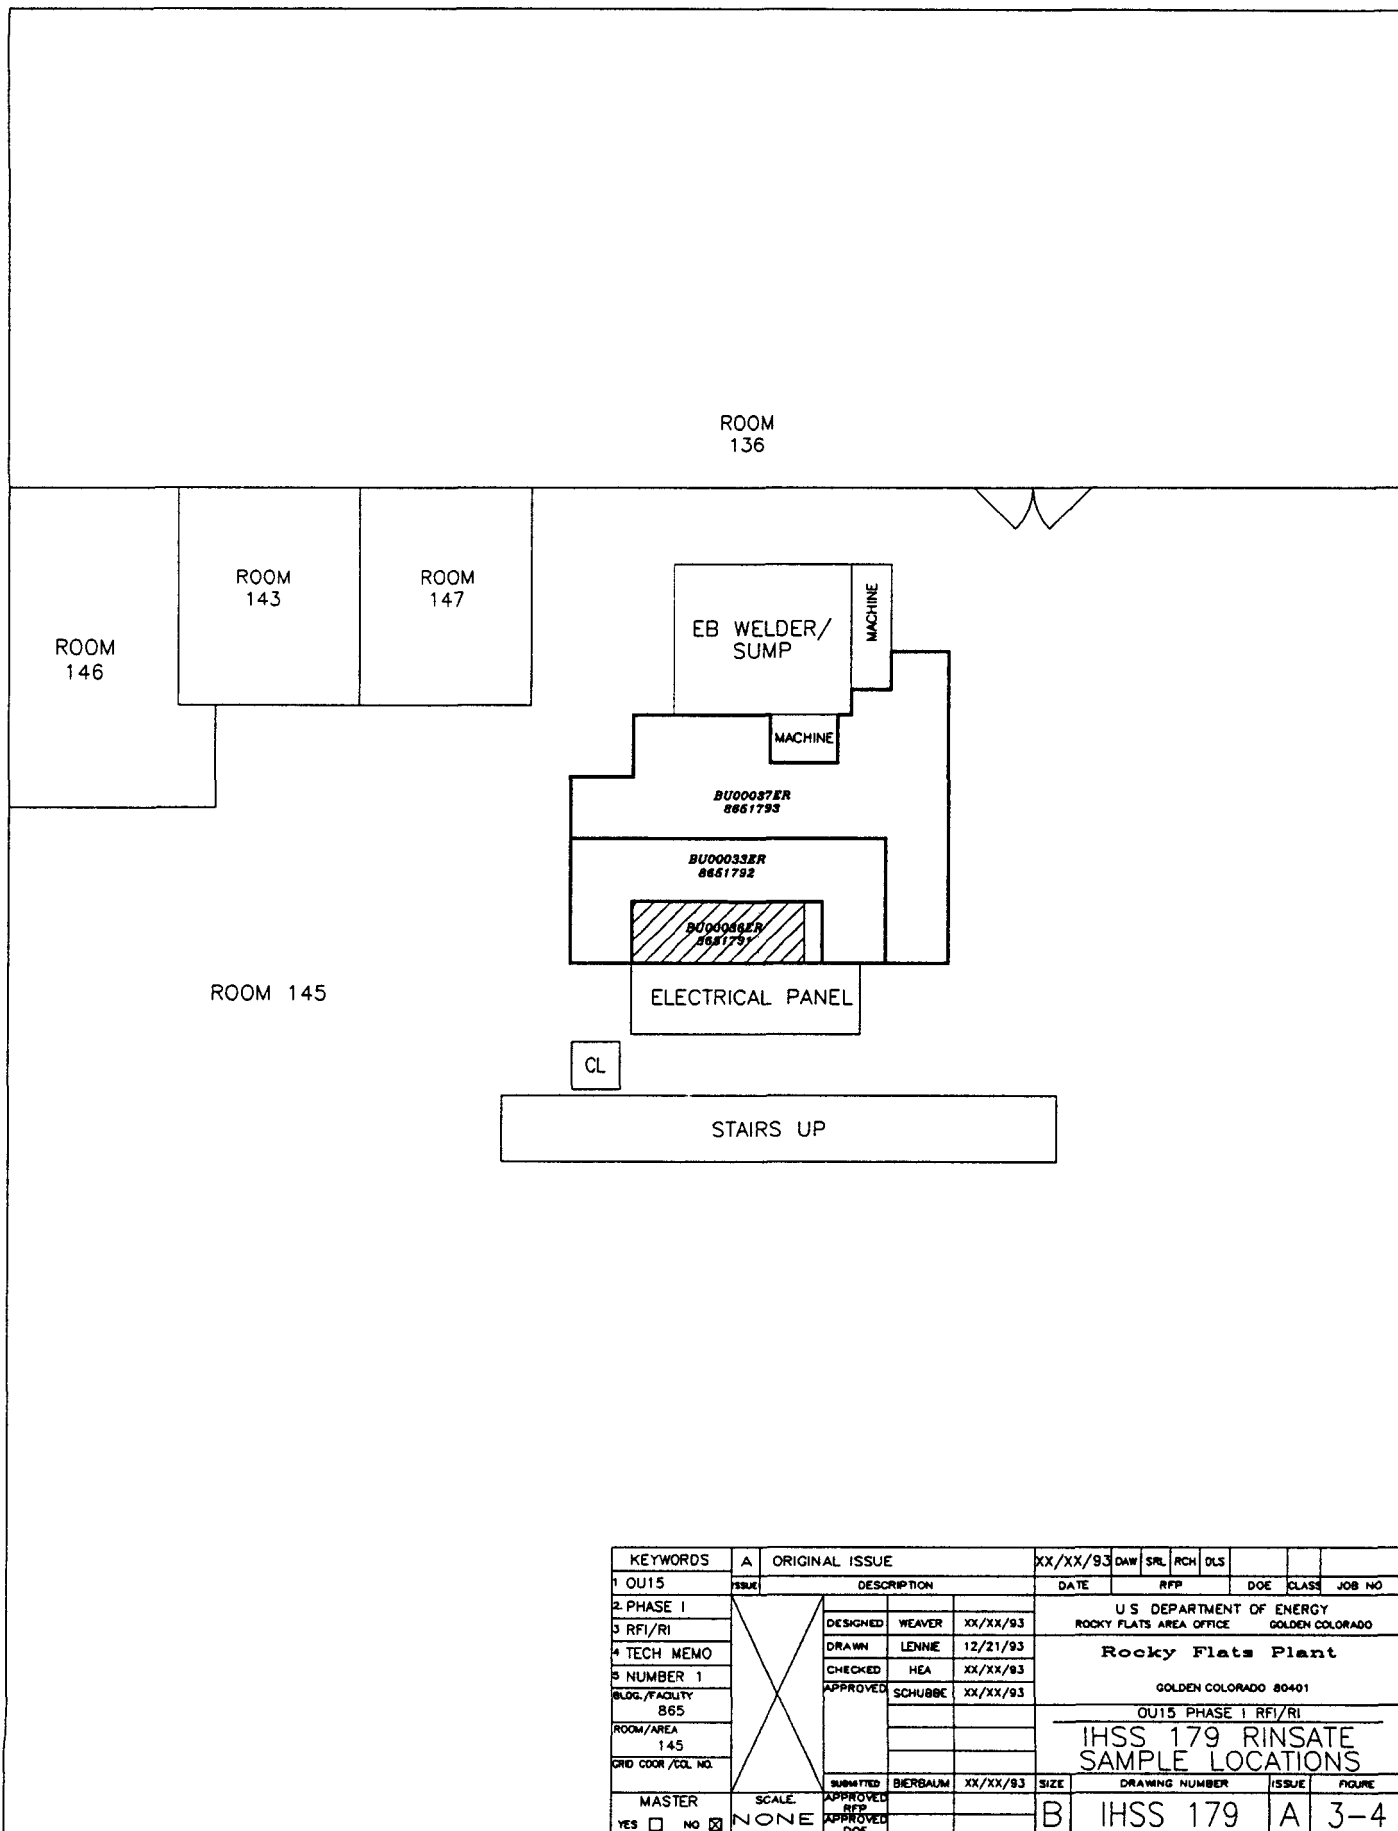 ROOM
136
ROOM
143
ROOM
147
ROOM
146
EB WELDER/
SUMP
MACHINE
MACHINE
BU00037ER
8651793
BU00033ER
8651792
BU00036ER
8651791
ROOM 145
ELECTRICAL PANEL
CL
STAIRS UP
KEYWORDS
1 OU15
2. PHASE I
3 RFI/RI
4 TECH MEMO
5 NUMBER 1
BLDG./FACILITY
865
ROOM/AREA
145
GRID COOR /COL NO.
MASTER
YES ☐ NO ☒
A ORIGINAL ISSUE XX/XX/93 DAW SRL RCH DLS
ISSUE DESCRIPTION DATE RFP DOE CLASS JOB NO
DESIGNED WEAVER XX/XX/93
DRAWN LENNIE 12/21/93
CHECKED HEA XX/XX/93
APPROVED SCHUBBE XX/XX/93
SUBMITTED BIERBAUM XX/XX/93
APPROVED
RFP
APPROVED
DOE
SCALE:
NONE
U S DEPARTMENT OF ENERGY
ROCKY FLATS AREA OFFICE GOLDEN COLORADO
Rocky Flats Plant
GOLDEN COLORADO 80401
OU15 PHASE I RFI/RI
IHSS 179 RINSATE
SAMPLE LOCATIONS
SIZE DRAWING NUMBER ISSUE FIGURE
B IHSS 179 A 3-4